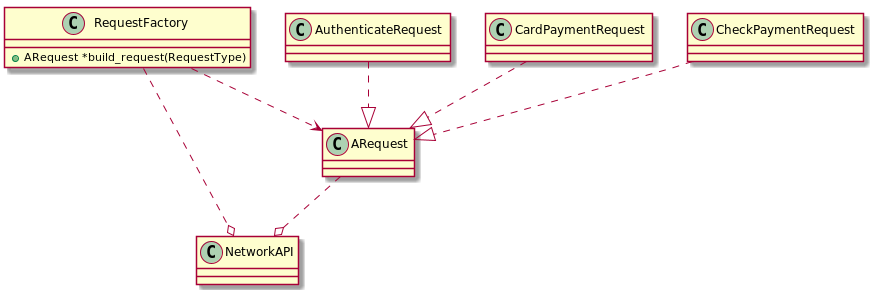 C RequestFactory
ARequest *build_request(RequestType)
C AuthenticateRequest
C CardPaymentRequest
C CheckPaymentRequest
C ARequest
C NetworkAPI